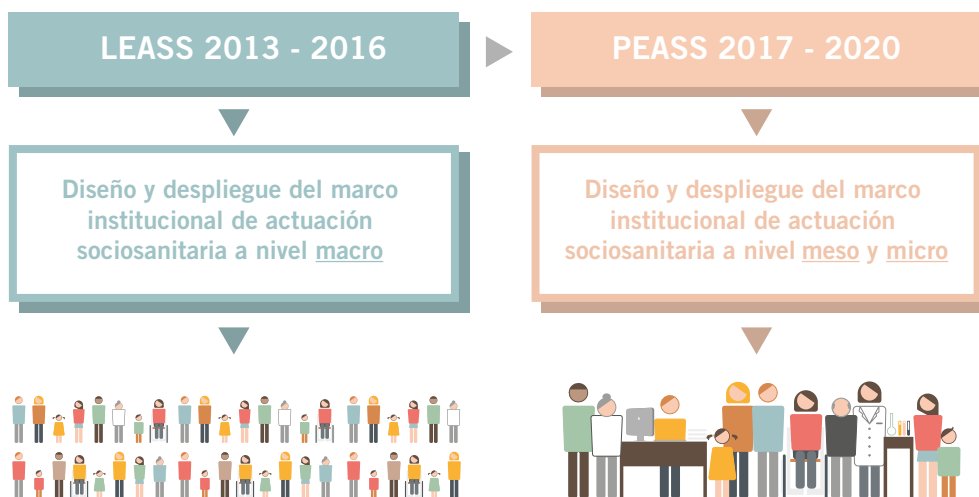 LEASS 2013 - 2016
PEASS 2017 - 2020
Diseño y despliegue del marco
institucional de actuación
sociosanitaria a nivel macro
Diseño y despliegue del marco
institucional de actuación
sociosanitaria a nivel meso y micro